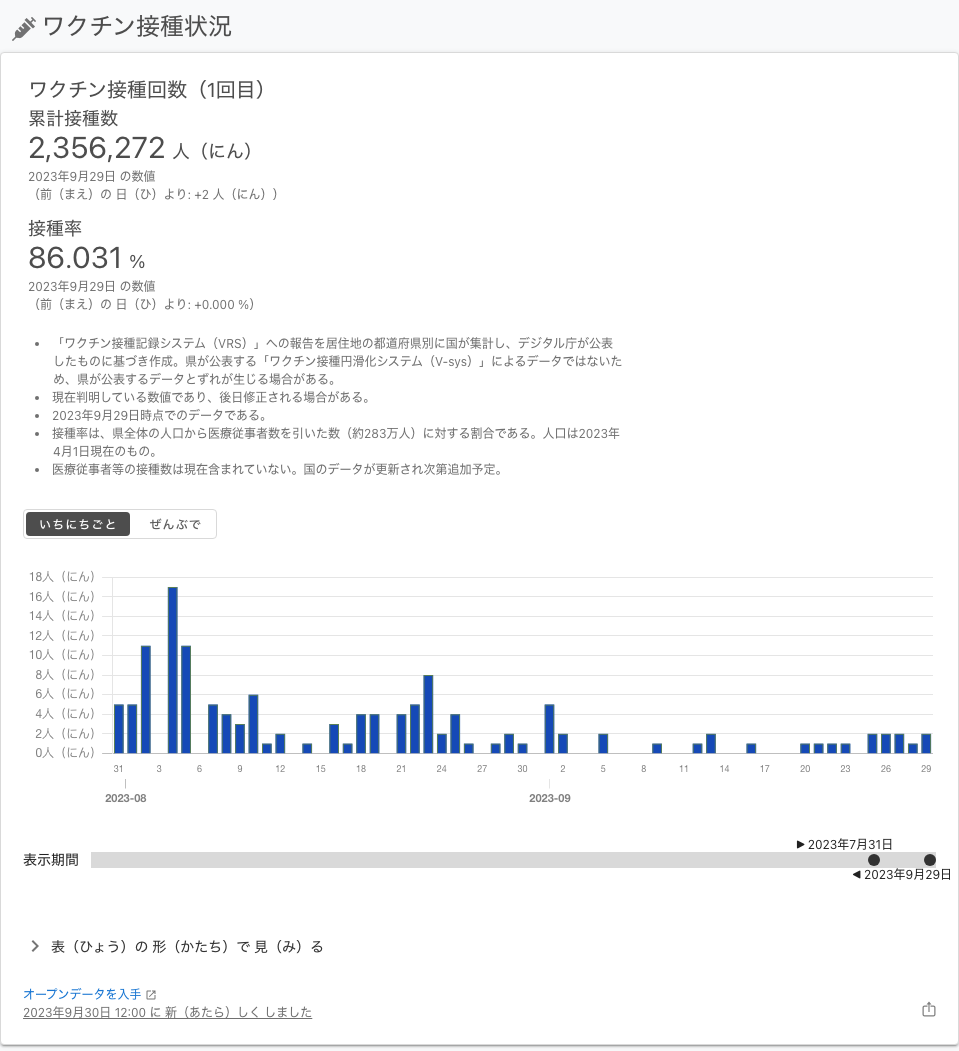 ワクチン接種状況
ワクチン接種回数（1回目）
累計接種数
2,356,272 人（にん）
2023年9月29日 の数値
（前（まえ）の 日（ひ）より: +2 人（にん））
接種率
86.031 %
2023年9月29日 の数値
（前（まえ）の 日（ひ）より: +0.000 %）
• 「ワクチン接種記録システム（VRS）」への報告を居住地の都道府県別に国が集計し、デジタル庁が公表
したものに基づき作成。県が公表する「ワクチン接種円滑化システム（V-sys）」によるデータではないた
め、県が公表するデータとずれが生じる場合がある。
• 現在判明している数値であり、後日修正される場合がある。
• 2023年9月29日時点でのデータである。
• 接種率は、県全体の人口から医療従事者数を引いた数（約283万人）に対する割合である。人口は2023年
4月1日現在のもの。
• 医療従事者等の接種数は現在含まれていない。国のデータが更新され次第追加予定。
いちにちごと ぜんぶで
18人（にん）
16人（にん）
14人（にん）
12人（にん）
10人（にん）
8人（にん）
6人（にん）
4人（にん）
2人（にん）
0人（にん）
31 3 6 9 12 15 18 21 24 27 30 2 5 8 11 14 17 20 23 26 29
2023-08 2023-09
▶ 2023年7月31日
表示期間
◀ 2023年9月29日
表（ひょう）の 形（かたち）で 見（み）る
オープンデータを入手
2023年9月30日 12:00 に 新（あたら）しく しました